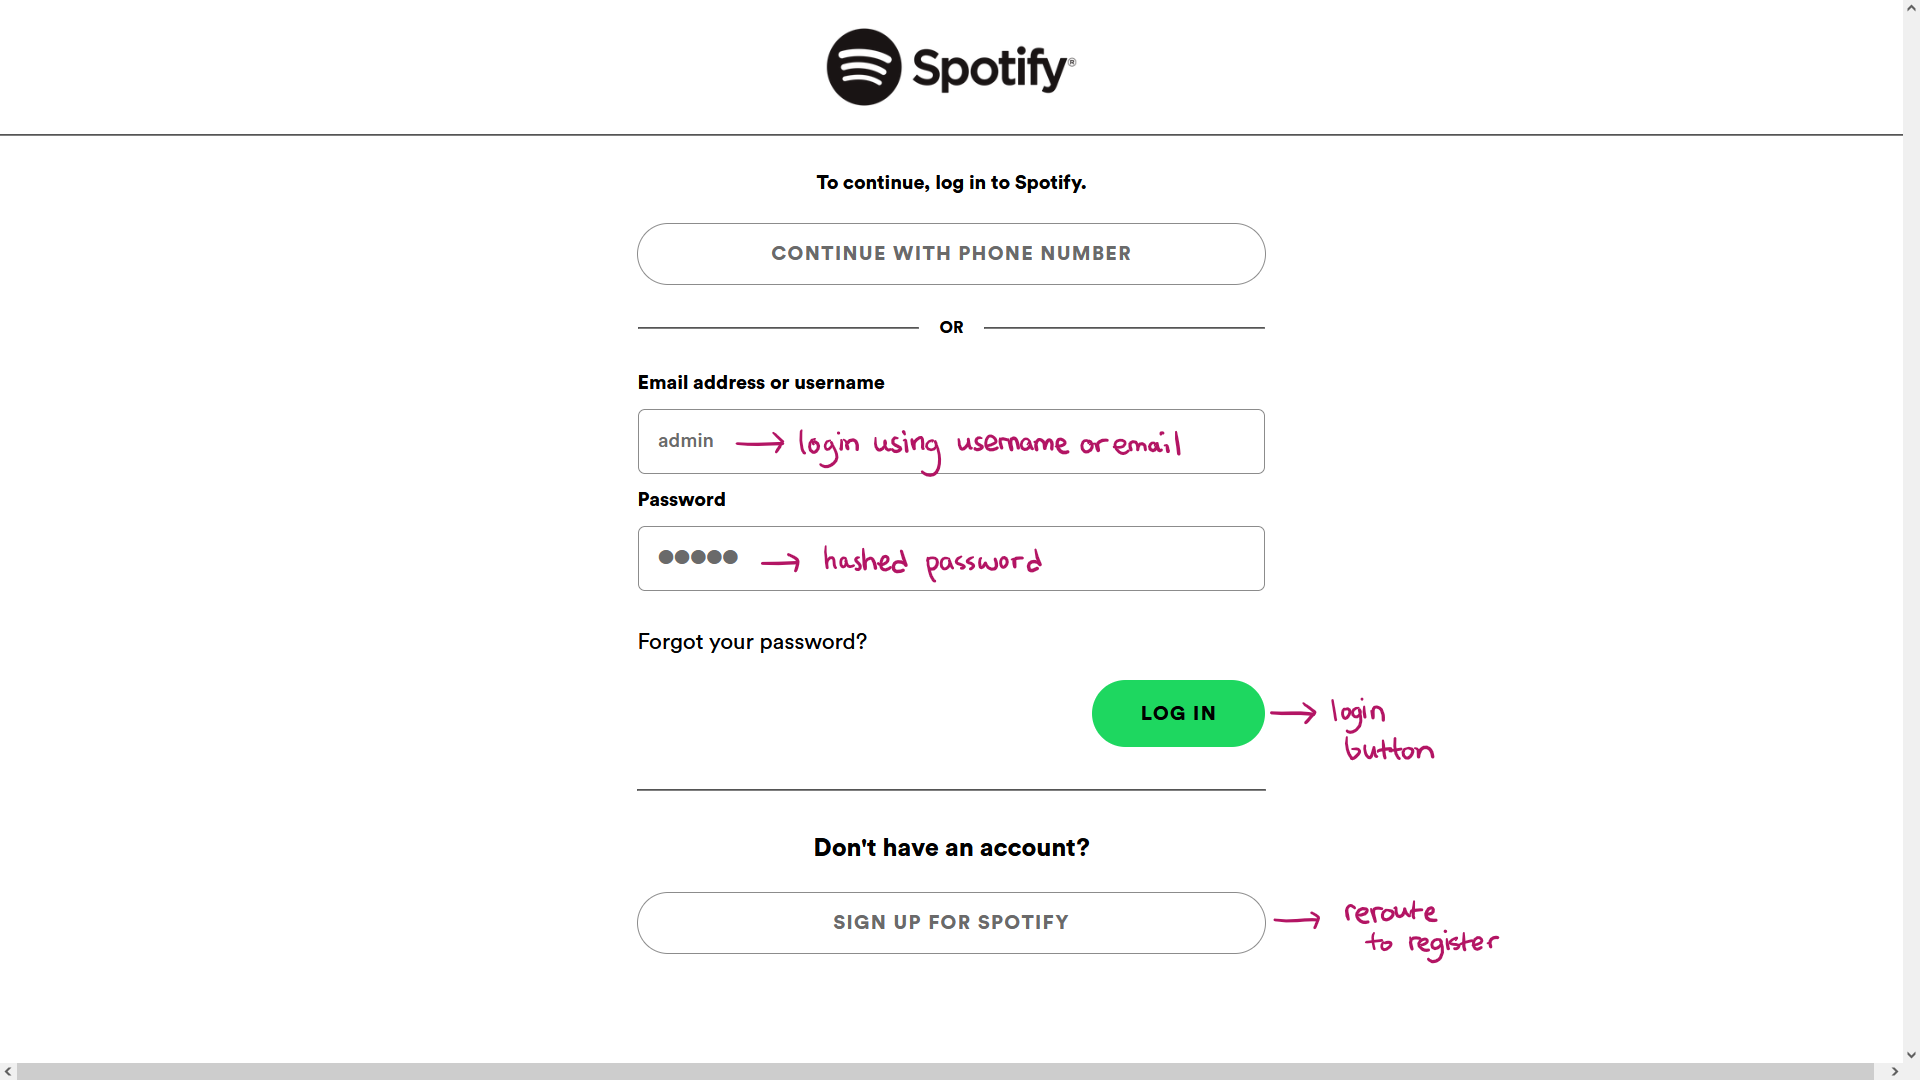 Spotify®
To continue, log in to Spotify.
CONTINUE WITH PHONE NUMBER
OR
Email address or username
admin → login using username or email
Password
●●●●● → hashed password
Forgot your password?
LOG IN → login
button
Don't have an account?
SIGN UP FOR SPOTIFY → reroute
to register